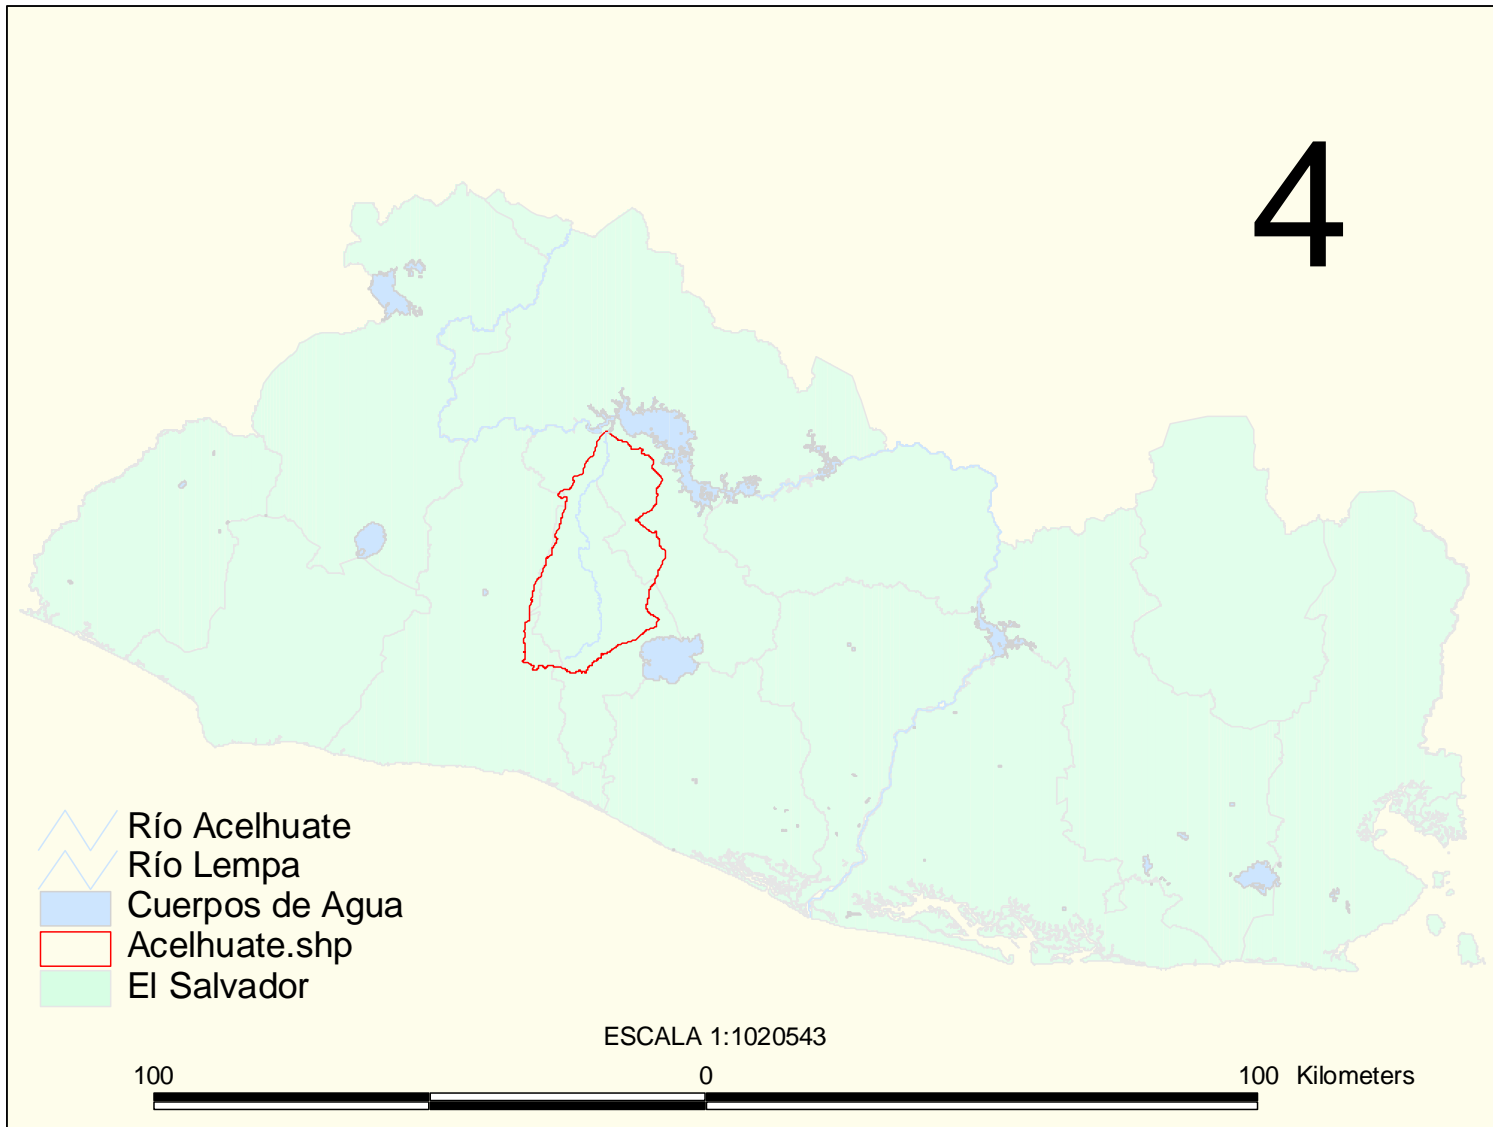 4
Río Acelhuate
Río Lempa
Cuerpos de Agua
Acelhuate.shp
El Salvador
ESCALA 1:1020543
100 0 100 Kilometers